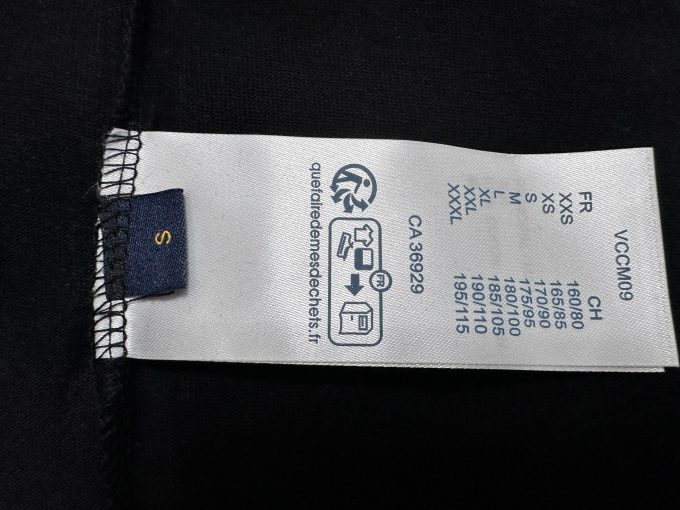 VCCM09
FR CH
XXS 160/80
XS 165/85
S 170/90
M 175/95
L 180/100
XL 185/105
XXL 190/110
XXXL 195/115
CA 36929
FR
quefairedemesdechets.fr
S